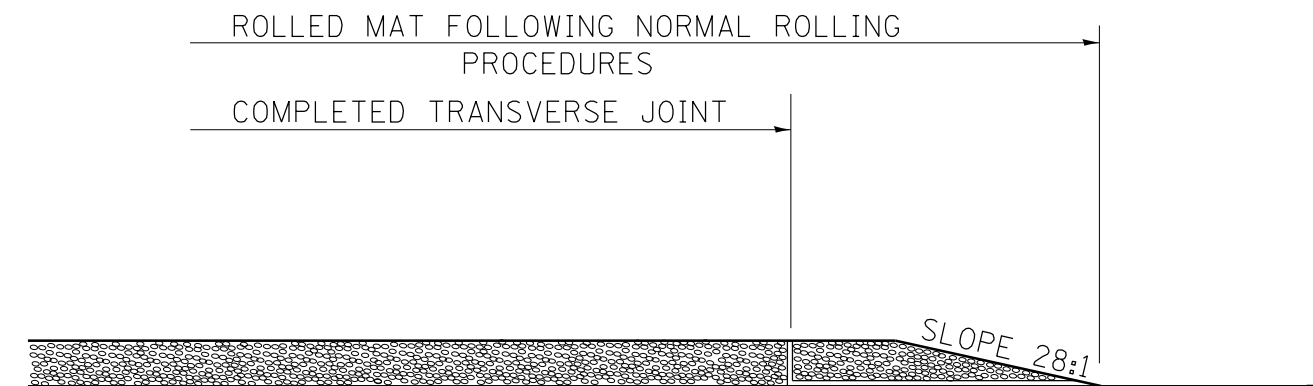 ROLLED MAT FOLLOWING NORMAL ROLLING
PROCEDURES
COMPLETED TRANSVERSE JOINT
SLOPE 28:1